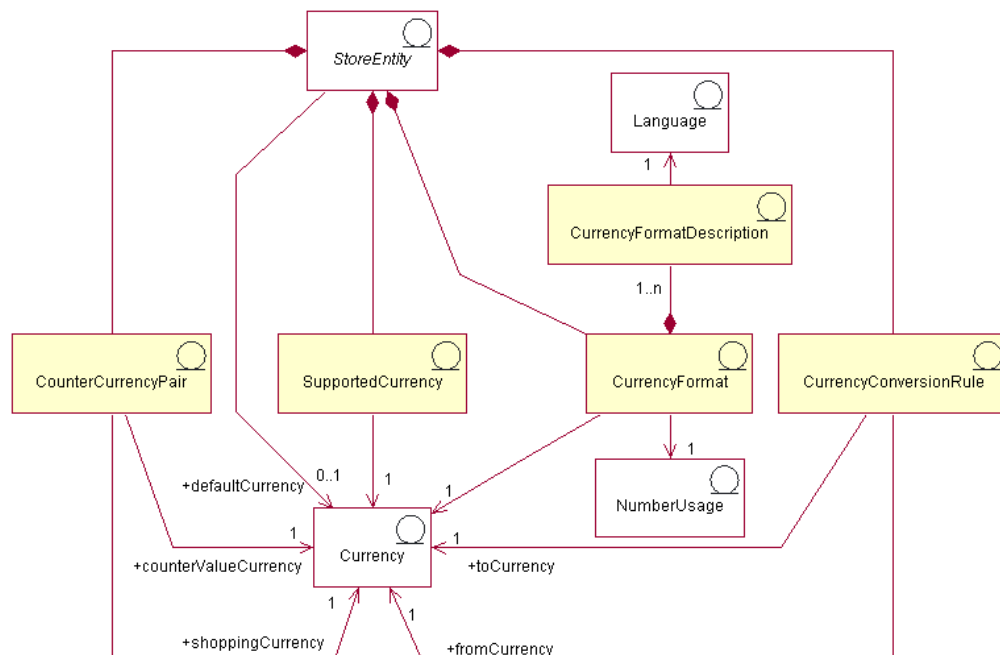 StoreEntity
Language
1
CurrencyFormatDescription
1..n
CounterCurrencyPair
SupportedCurrency
CurrencyFormat
CurrencyConversionRule
+defaultCurrency
0..1
1
1
1
NumberUsage
1
+counterValueCurrency
Currency
1
+toCurrency
1
+shoppingCurrency
1
+fromCurrency